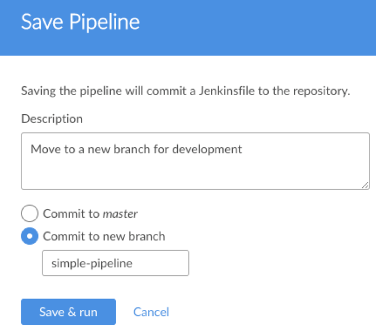 Save Pipeline
Saving the pipeline will commit a Jenkinsfile to the repository.
Description
Move to a new branch for development
Commit to master
Commit to new branch
simple-pipeline
Save & run Cancel